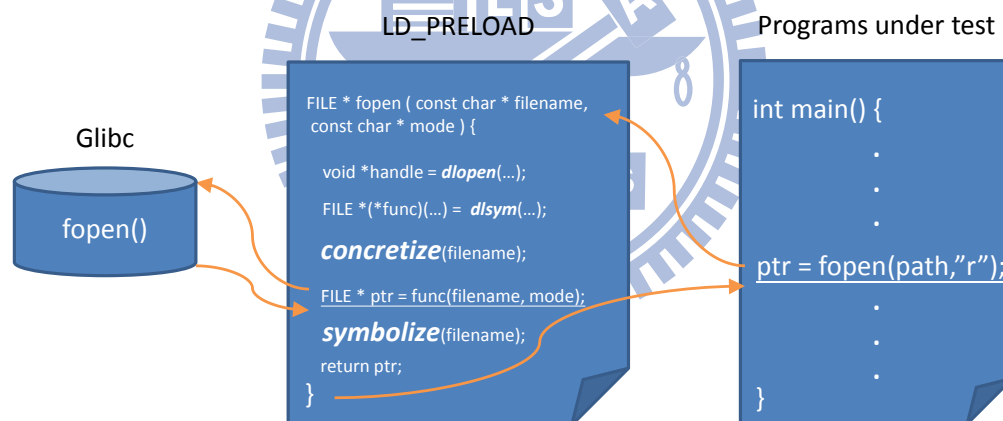 LD_PRELOAD
Programs under test
Glibc
fopen()
FILE * fopen ( const char * filename,
const char * mode ) {
void *handle = dlopen(…);
FILE *(*func)(…) = dlsym(…);
concretize(filename);
FILE * ptr = func(filename, mode);
symbolize(filename);
return ptr;
}
int main() {
.
.
.
ptr = fopen(path,”r”);
.
.
.
}